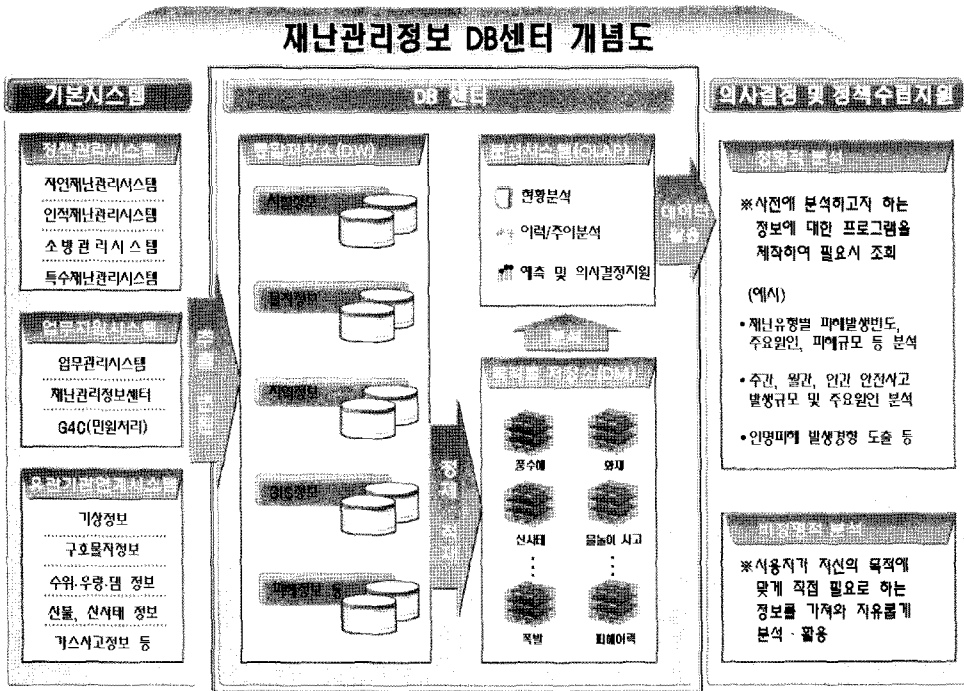 재난관리정보 DB센터 개념도
기본시스템
정책관리시스템
자연재난관리시스템
인적재난관리시스템
소방관리시스템
특수재난관리시스템
업무지원시스템
업무관리시스템
재난관리정보센터
G4C(민원처리)
유관기관연계시스템
기상정보
구호물자정보
수위·우량·댐 정보
산불, 산사태 정보
가스사고정보 등
DB 센터
통합저장소(DW)
시설정보
물자정보
지역정보
GIS정보
피해정보 등
정제
분석시스템(OLAP)
현황분석
이력/추이분석
예측 및 의사결정지원
분석
풍수해
화재
산사태
물놀이 사고
폭발
피해이력
데이터
활용
의사결정 및 정책수립지원
정형적 분석
※사전에 분석하고자 하는
정보에 대한 프로그램을
제작하여 필요시 조회
(예시)
• 재난유형별 피해발생빈도,
주요원인, 피해규모 등 분석
• 주간, 월간, 연간 안전사고
발생규모 및 주요원인 분석
• 인명피해 발생경향 도출 등
비정형적 분석
※사용자가 자신의 목적에
맞게 직접 필요로 하는
정보를 가져와 자유롭게
분석·활용